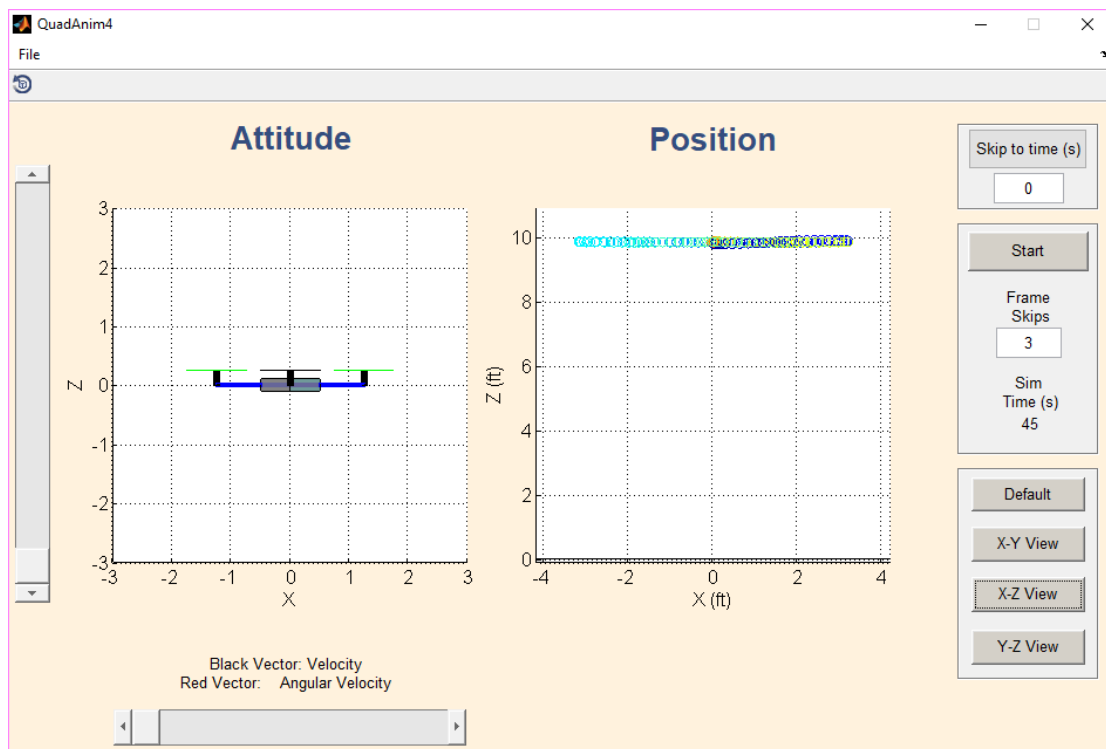 QuadAnim4
File
Attitude
Position
3
2
1
0
-1
-2
-3
Z
-3
-2
-1
0
1
2
3
X
10
8
6
4
2
0
Z (ft)
-4
-2
0
2
4
X (ft)
Black Vector: Velocity
Red Vector: Angular Velocity
Skip to time (s)
0
Start
Frame
Skips
3
Sim
Time (s)
45
Default
X-Y View
X-Z View
Y-Z View